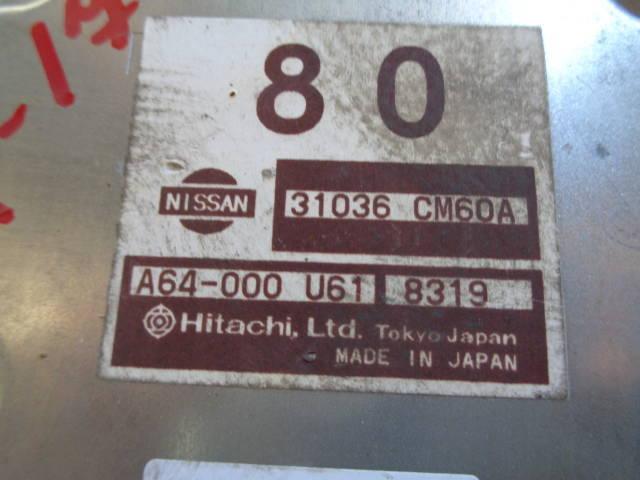 80
NISSAN
31036 CM60A
A64-000 U61 8319
Hitachi, Ltd. Tokyo Japan
MADE IN JAPAN